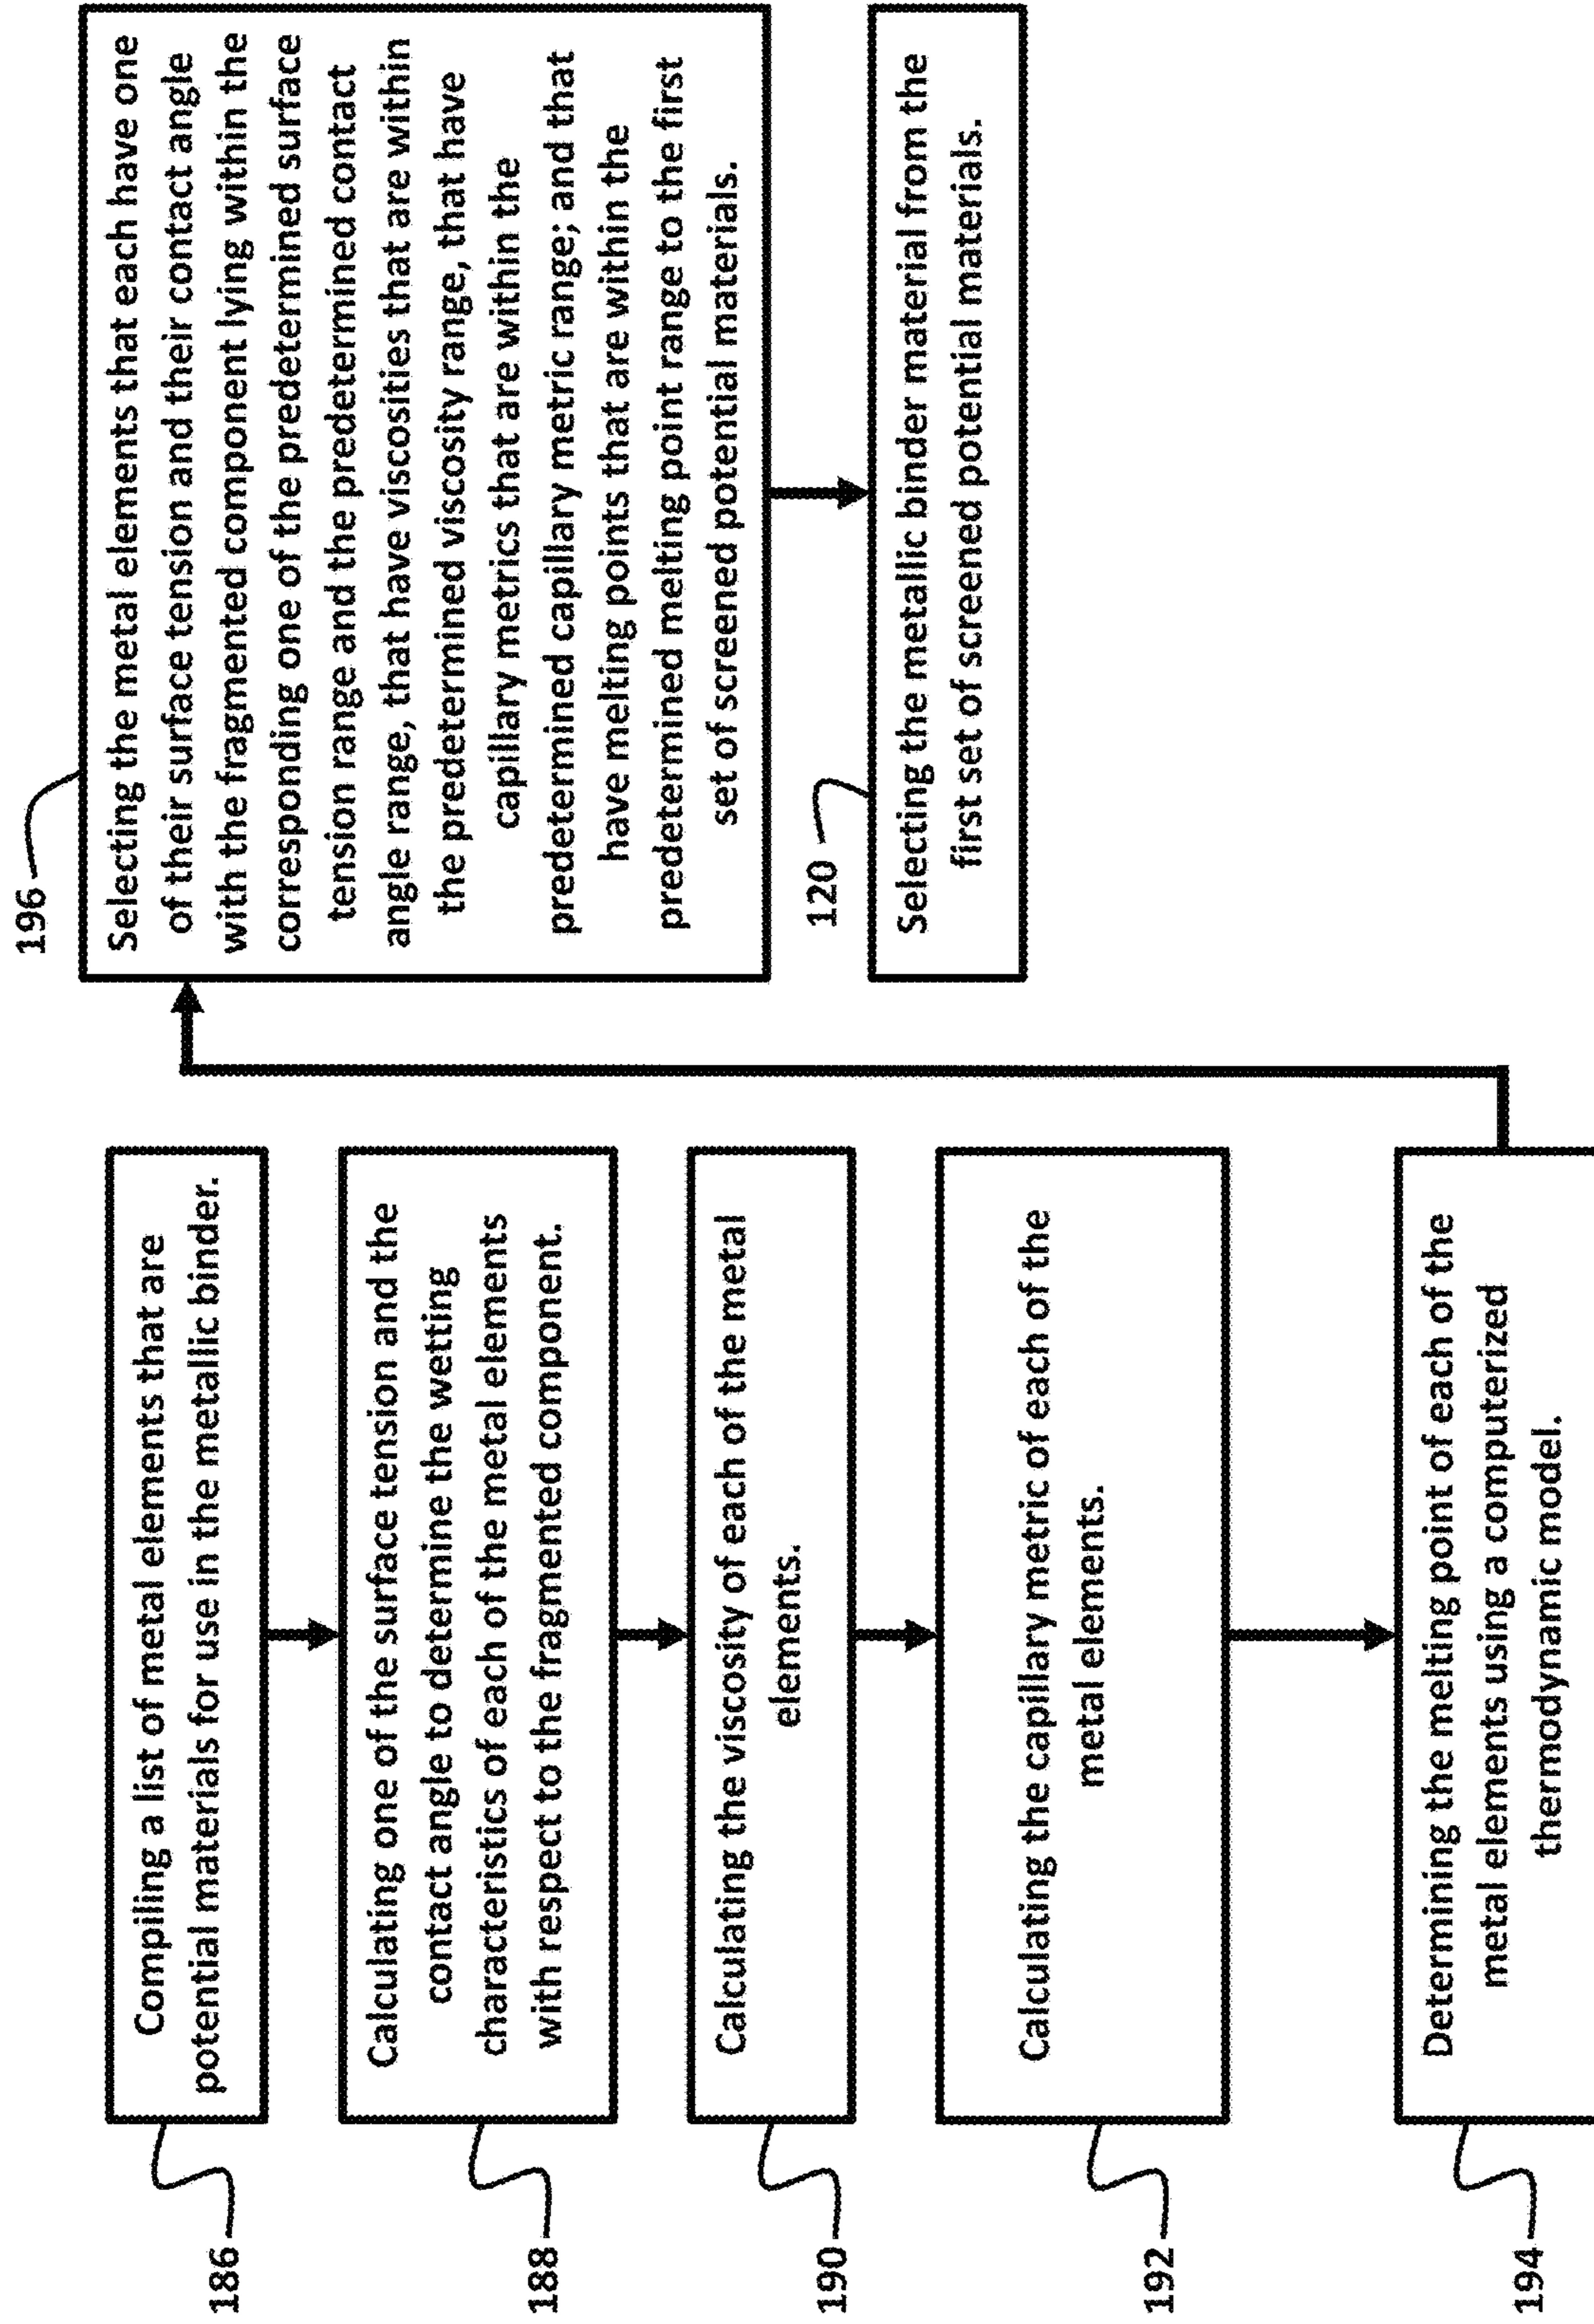 186
Compiling a list of metal elements that are
potential materials for use in the metallic binder.
188
Calculating one of the surface tension and the
contact angle to determine the wetting
characteristics of each of the metal elements
with respect to the fragmented component.
190
Calculating the viscosity of each of the metal
elements.
192
Calculating the capillary metric of each of the
metal elements.
194
Determining the melting point of each of the
metal elements using a computerized
thermodynamic model.
196
Selecting the metal elements that each have one
of their surface tension and their contact angle
with the fragmented component lying within the
corresponding one of the predetermined surface
tension range and the predetermined contact
angle range, that have viscosities that are within
the predetermined viscosity range, that have
capillary metrics that are within the
predetermined capillary metric range; and that
have melting points that are within the
predetermined melting point range to the first
set of screened potential materials.
120
Selecting the metallic binder material from the
first set of screened potential materials.